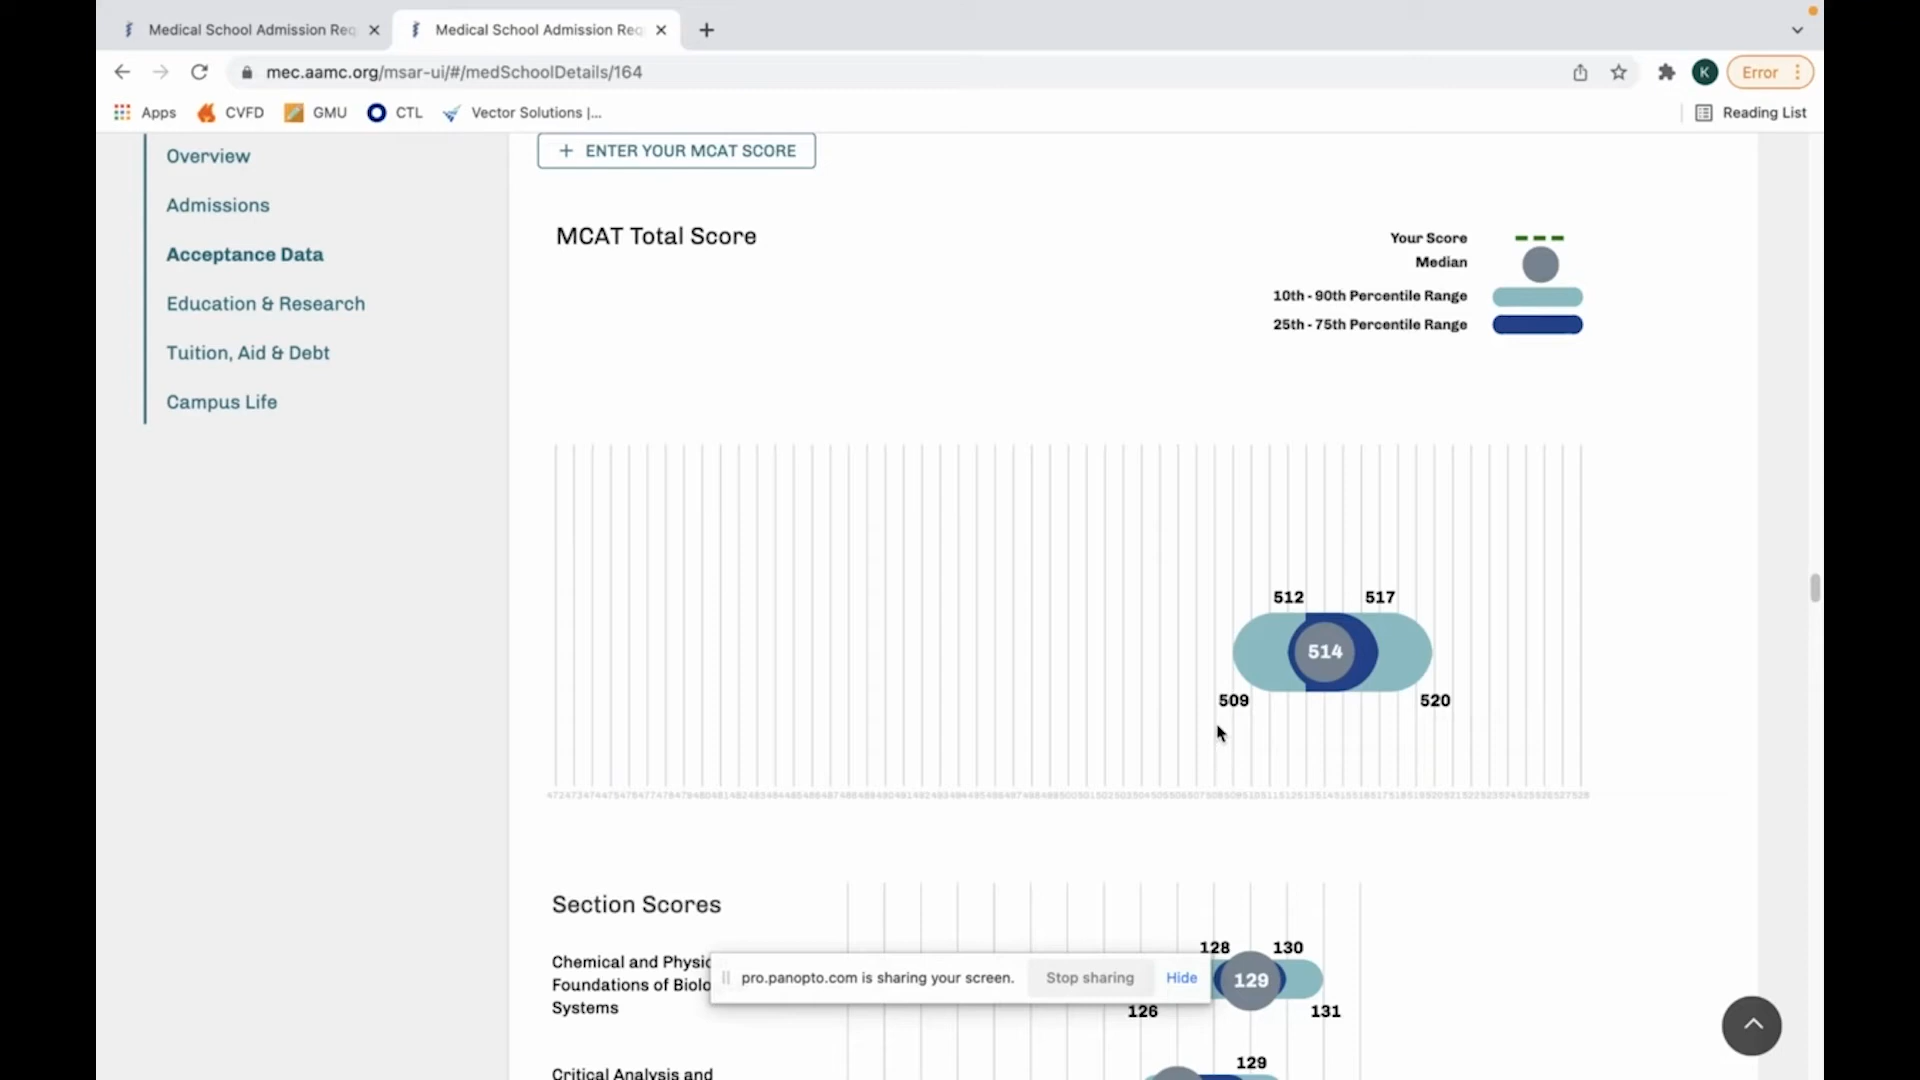 Medical School Admission Req
Medical School Admission Req
mec.aamc.org/msar-ui/#/medSchoolDetails/164
K
Error
Apps
CVFD
GMU
CTL
Vector Solutions |...
Reading List
Overview
Admissions
Acceptance Data
Education & Research
Tuition, Aid & Debt
Campus Life
+ ENTER YOUR MCAT SCORE
MCAT Total Score
Your Score
Median
10th - 90th Percentile Range
25th - 75th Percentile Range
512 517
514
509 520
Section Scores
Chemical and Physic
Foundations of Biolo
Systems
128 130
129
126 131
pro.panopto.com is sharing your screen.
Stop sharing
Hide
Critical Analysis and
129